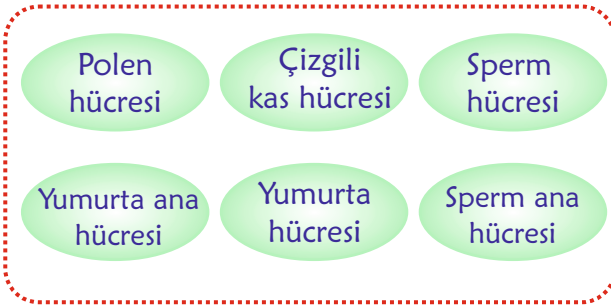 Polen
hücresi
Çizgili
kas hücresi
Sperm
hücresi
Yumurta ana
hücresi
Yumurta
hücresi
Sperm ana
hücresi